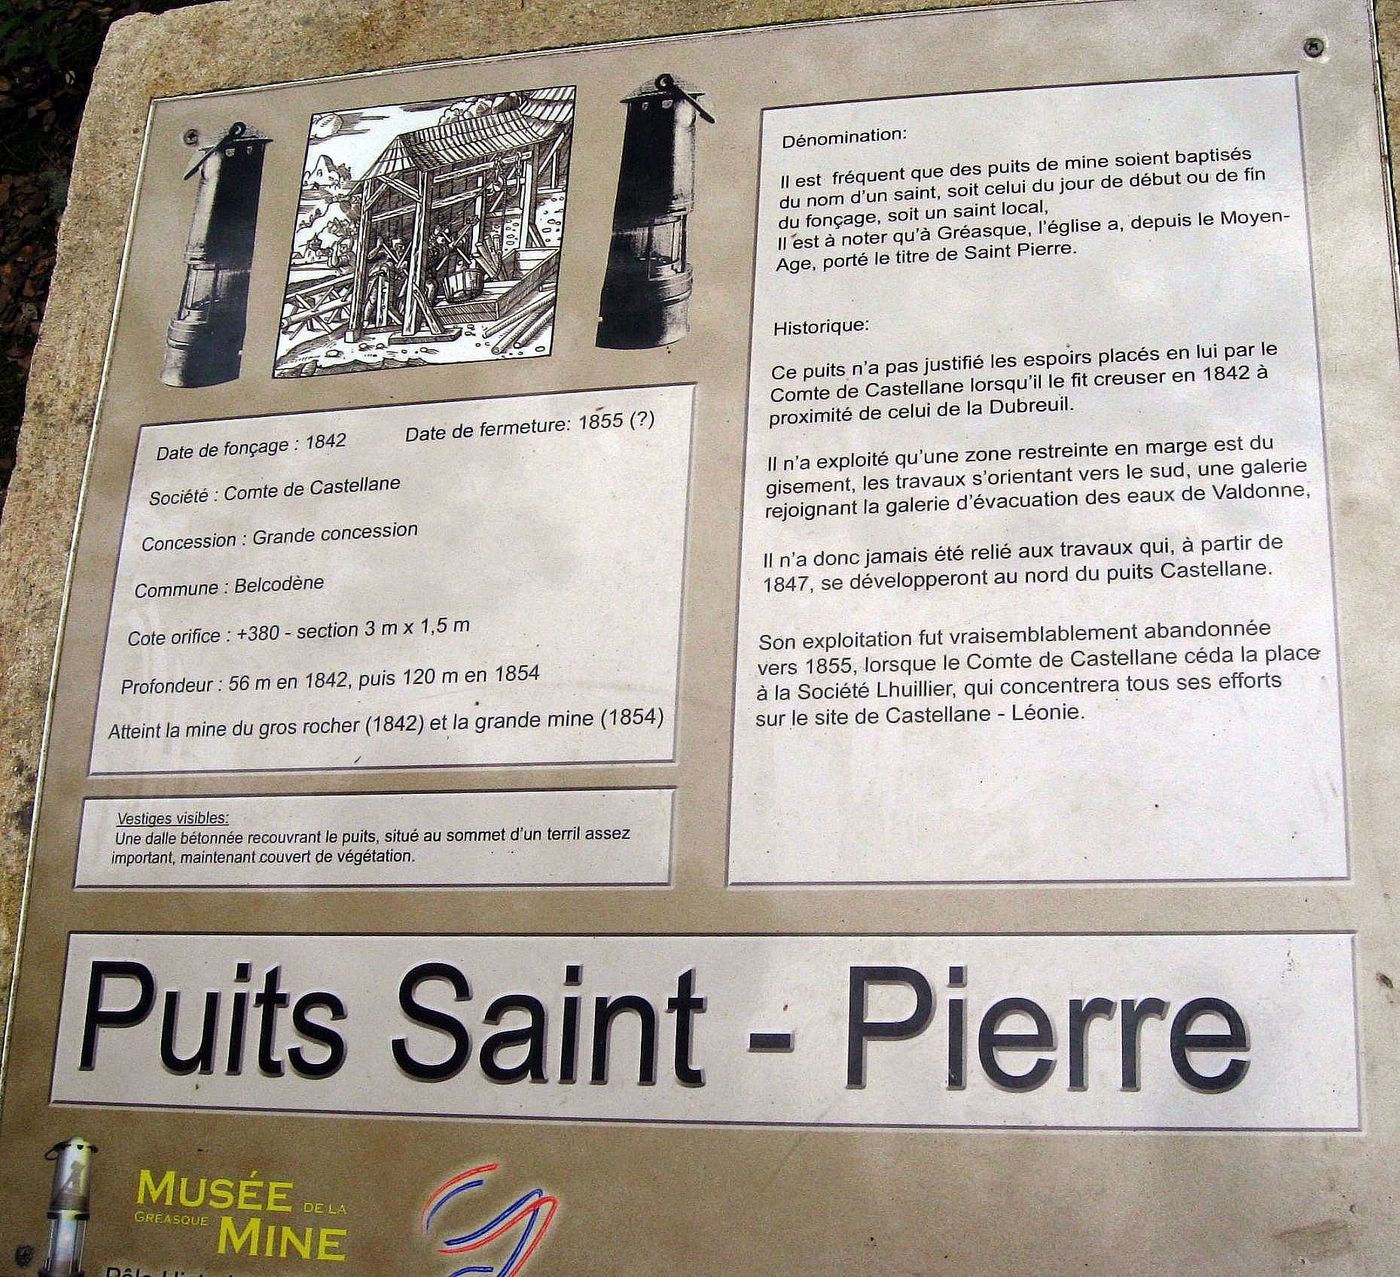 Dénomination:
Il est fréquent que des puits de mine soient baptisés
du nom d'un saint, soit celui du jour de début ou de fin
du fonçage, soit un saint local,
Il est à noter qu'à Gréasque, l'église a, depuis le Moyen-
Age, porté le titre de Saint Pierre.
Historique:
Ce puits n'a pas justifié les espoirs placés en lui par le
Comte de Castellane lorsqu'il le fit creuser en 1842 à
proximité de celui de la Dubreuil.
Il n'a exploité qu'une zone restreinte en marge est du
gisement, les travaux s'orientant vers le sud, une galerie
rejoignant la galerie d'évacuation des eaux de Valdonne,
Il n'a donc jamais été relié aux travaux qui, à partir de
1847, se développeront au nord du puits Castellane.
Son exploitation fut vraisemblablement abandonnée
vers 1855, lorsque le Comte de Castellane céda la place
à la Société Lhuillier, qui concentrera tous ses efforts
sur le site de Castellane - Léonie.
Date de fonçage : 1842 Date de fermeture: 1855 (?)
Société : Comte de Castellane
Concession : Grande concession
Commune : Belcodène
Cote orifice : +380 - section 3 m x 1,5 m
Profondeur : 56 m en 1842, puis 120 m en 1854
Atteint la mine du gros rocher (1842) et la grande mine (1854)
Vestiges visibles:
Une dalle bétonnée recouvrant le puits, situé au sommet d'un terril assez
important, maintenant couvert de végétation.
Puits Saint - Pierre
MUSÉE DE LA
GREASQUE MINE
Pôle